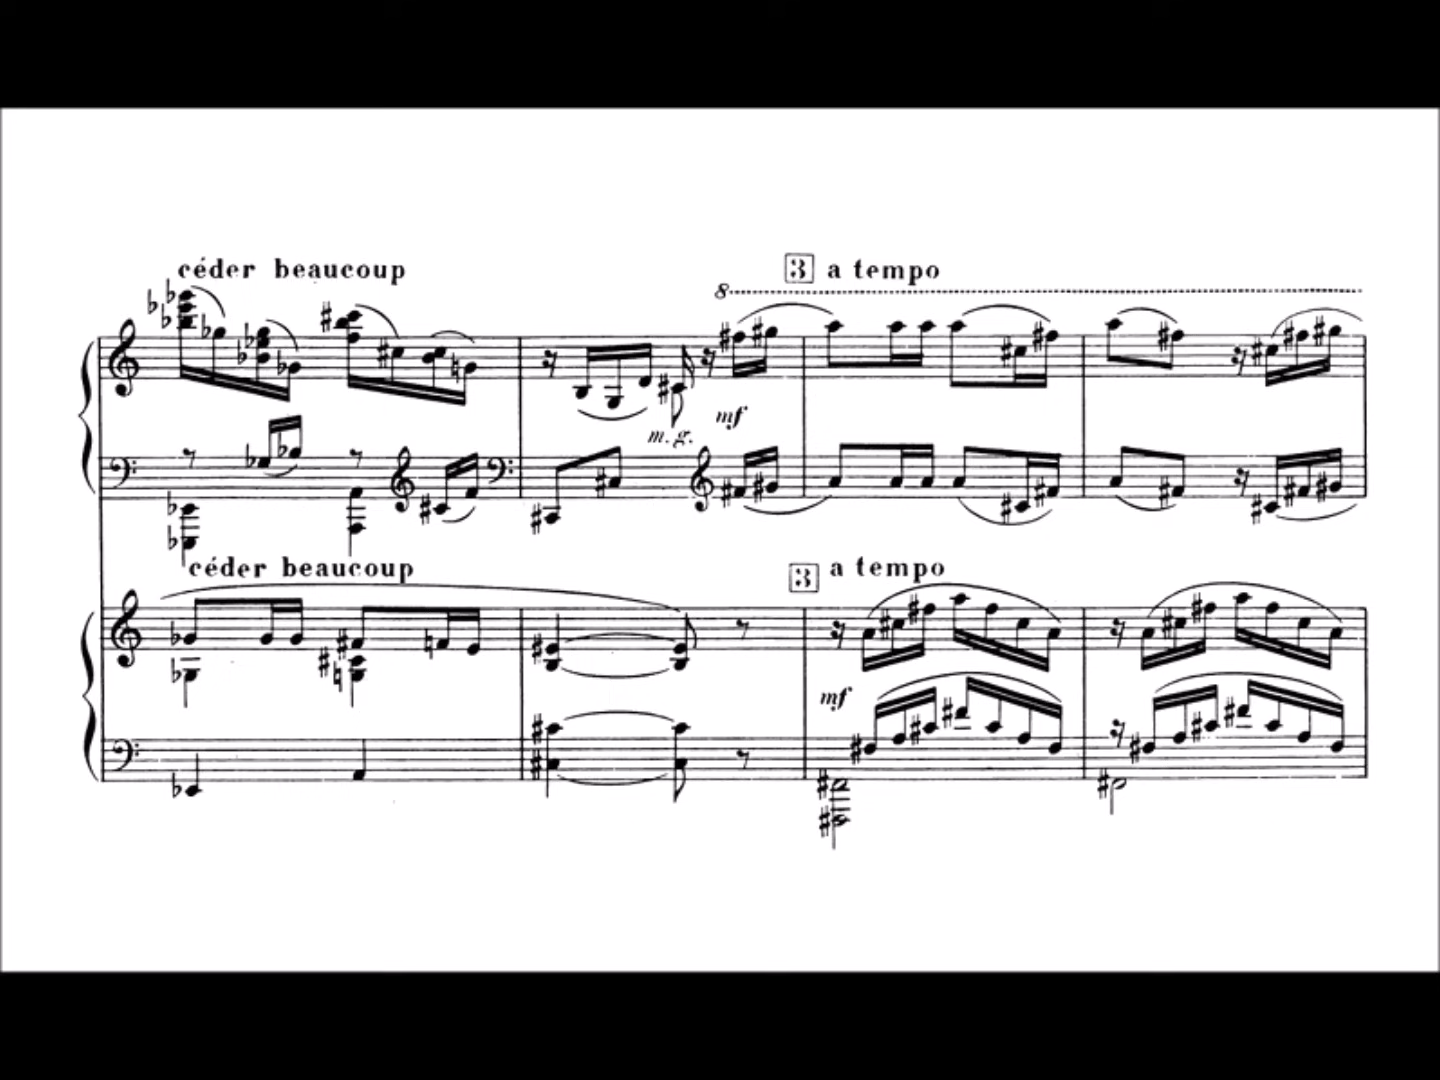 céder beaucoup
3 a tempo
8
m.g.
mf
céder beaucoup
3 a tempo
mf